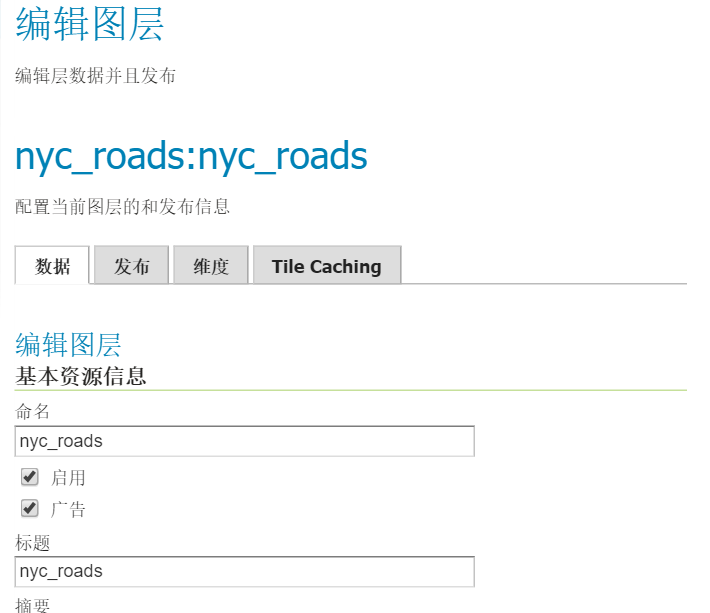 编辑图层
编辑层数据并且发布
nyc_roads:nyc_roads
配置当前图层的和发布信息
数据 发布 维度 Tile Caching
编辑图层
基本资源信息
命名
nyc_roads
启用
广告
标题
nyc_roads
摘要